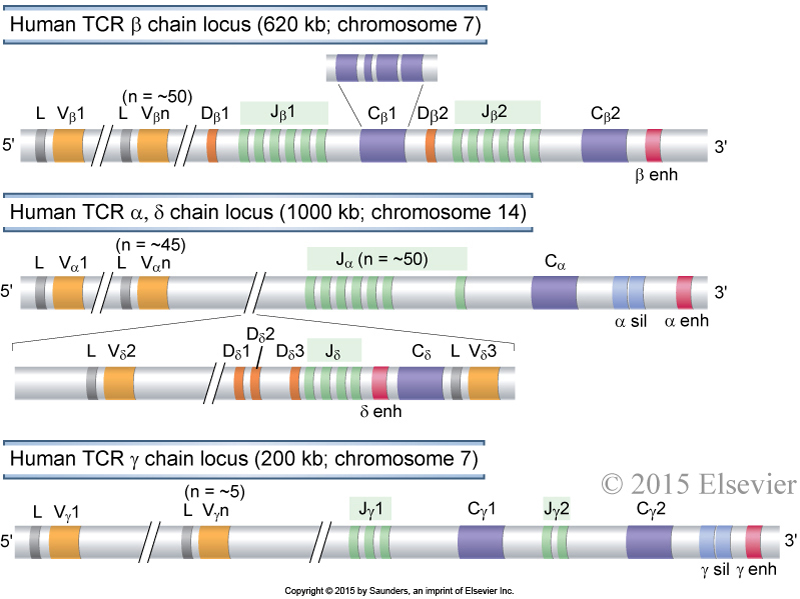 Human TCR β chain locus (620 kb; chromosome 7)
(n = ~50)
L Vβ1 L Vβn Dβ1 Jβ1 Cβ1 Dβ2 Jβ2 Cβ2
5' 3'
β enh
Human TCR α, δ chain locus (1000 kb; chromosome 14)
(n = ~45)
L Vα1 L Vαn Jα (n = ~50) Cα
5' 3'
α sil α enh
Dδ2
L Vδ2 Dδ1 Dδ3 Jδ Cδ L Vδ3
δ enh
Human TCR γ chain locus (200 kb; chromosome 7)
© 2015 Elsevier
(n = ~5)
L Vγ1 L Vγn Jγ1 Cγ1 Jγ2 Cγ2
5' 3'
γ sil γ enh
Copyright © 2015 by Saunders, an imprint of Elsevier Inc.